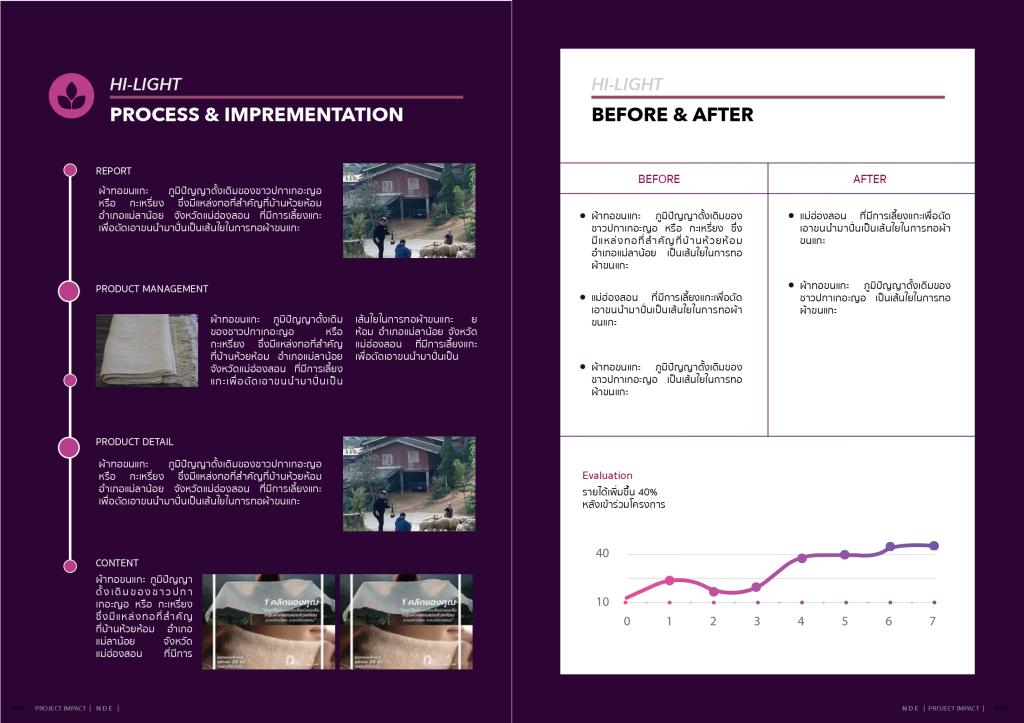 HI-LIGHT
PROCESS & IMPREMENTATION
REPORT
ผ้าทอขนแกะ ภูมิปัญญาดั้งเดิมของชาวปกาเกอะญอ
หรือ กะเหรี่ยง ซึ่งมีแหล่งทอที่สำคัญที่บ้านห้วยห้อม
อำเภอแม่ลาน้อย จังหวัดแม่ฮ่องสอน ที่มีการเลี้ยงแกะ
เพื่อตัดเอาขนนำมาปั่นเป็นเส้นใยในการทอผ้าขนแกะ
PRODUCT MANAGEMENT
ผ้าทอขนแกะ ภูมิปัญญาดั้งเดิม
ของชาวปกาเกอะญอ หรือ
กะเหรี่ยง ซึ่งมีแหล่งทอที่สำคัญ
ที่บ้านห้วยห้อม อำเภอแม่ลาน้อย
จังหวัดแม่ฮ่องสอน ที่มีการเลี้ยง
แกะเพื่อตัดเอาขนนำมาปั่นเป็น
เส้นใยในการทอผ้าขนแกะ ย
ห้อม อำเภอแม่ลาน้อย จังหวัด
แม่ฮ่องสอน ที่มีการเลี้ยงแกะ
เพื่อตัดเอาขนนำมาปั่นเป็น
PRODUCT DETAIL
ผ้าทอขนแกะ ภูมิปัญญาดั้งเดิมของชาวปกาเกอะญอ
หรือ กะเหรี่ยง ซึ่งมีแหล่งทอที่สำคัญที่บ้านห้วยห้อม
อำเภอแม่ลาน้อย จังหวัดแม่ฮ่องสอน ที่มีการเลี้ยงแกะ
เพื่อตัดเอาขนนำมาปั่นเป็นเส้นใยในการทอผ้าขนแกะ
CONTENT
ผ้าทอขนแกะ ภูมิปัญญา
ดั้งเดิมของชาวปกา
เกอะญอ หรือ กะเหรี่ยง
ซึ่งมีแหล่งทอที่สำคัญ
ที่บ้านห้วยห้อม อำเภอ
แม่ลาน้อย จังหวัด
แม่ฮ่องสอน ที่มีการ
1 คลิกของคุณ
1 คลิกของคุณ
PROJECT IMPACT | NDE |
HI-LIGHT
BEFORE & AFTER
BEFORE
AFTER
ผ้าทอขนแกะ ภูมิปัญญาดั้งเดิมของ
ชาวปกาเกอะญอ หรือ กะเหรี่ยง ซึ่ง
มีแหล่งทอที่สำคัญที่บ้านห้วยห้อม
อำเภอแม่ลาน้อย เป็นเส้นใยในการทอ
ผ้าขนแกะ
แม่ฮ่องสอน ที่มีการเลี้ยงแกะเพื่อตัด
เอาขนนำมาปั่นเป็นเส้นใยในการทอผ้า
ขนแกะ
ผ้าทอขนแกะ ภูมิปัญญาดั้งเดิมของ
ชาวปกาเกอะญอ เป็นเส้นใยในการทอ
ผ้าขนแกะ
แม่ฮ่องสอน ที่มีการเลี้ยงแกะเพื่อตัด
เอาขนนำมาปั่นเป็นเส้นใยในการทอผ้า
ขนแกะ
ผ้าทอขนแกะ ภูมิปัญญาดั้งเดิมของ
ชาวปกาเกอะญอ เป็นเส้นใยในการทอ
ผ้าขนแกะ
Evaluation
รายได้เพิ่มขึ้น 40%
หลังเข้าร่วมโครงการ
40
10
0 1 2 3 4 5 6 7
NDE | PROJECT IMPACT |